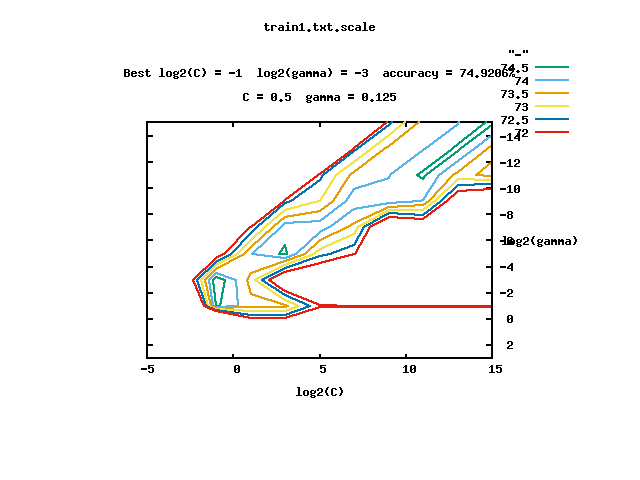 train1.txt.scale
"-"
74.5
Best log2(C) = -1 log2(gamma) = -3 accuracy = 74.9206%
74
73.5
C = 0.5 gamma = 0.125
73
72.5
72
-14
-12
-10
-8
-6
log2(gamma)
-4
-2
0
2
-5 0 5 10 15
log2(C)